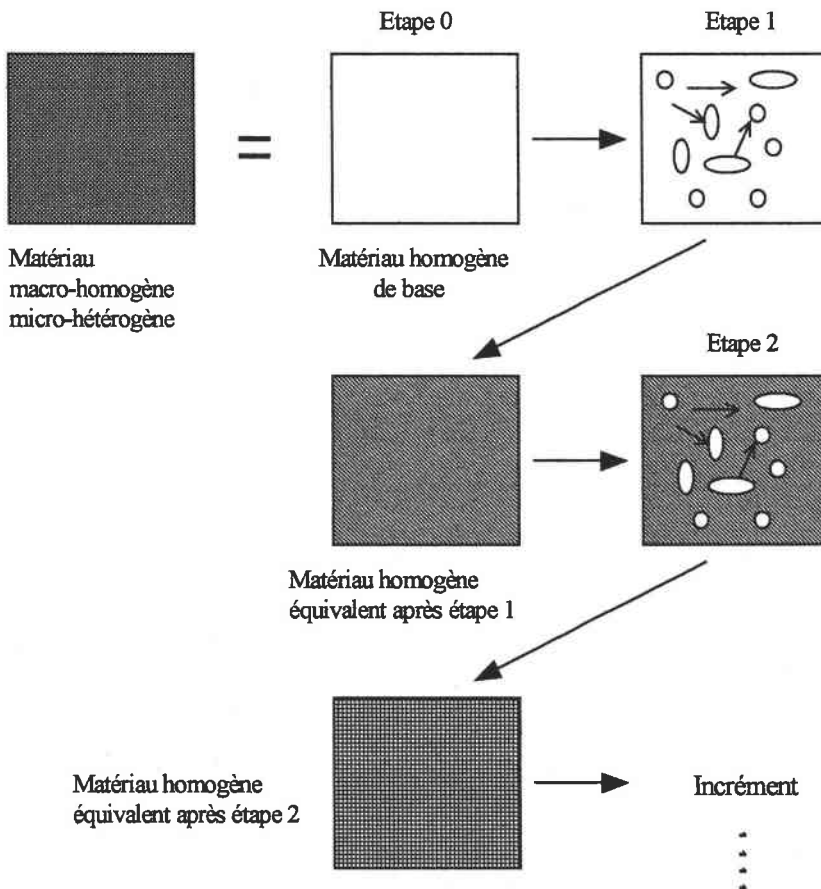 Etape 0
Etape 1
=
Matériau
macro-homogène
micro-hétérogène
Matériau homogène
de base
Etape 2
Matériau homogène
équivalent après étape 1
Matériau homogène
équivalent après étape 2
Incrément